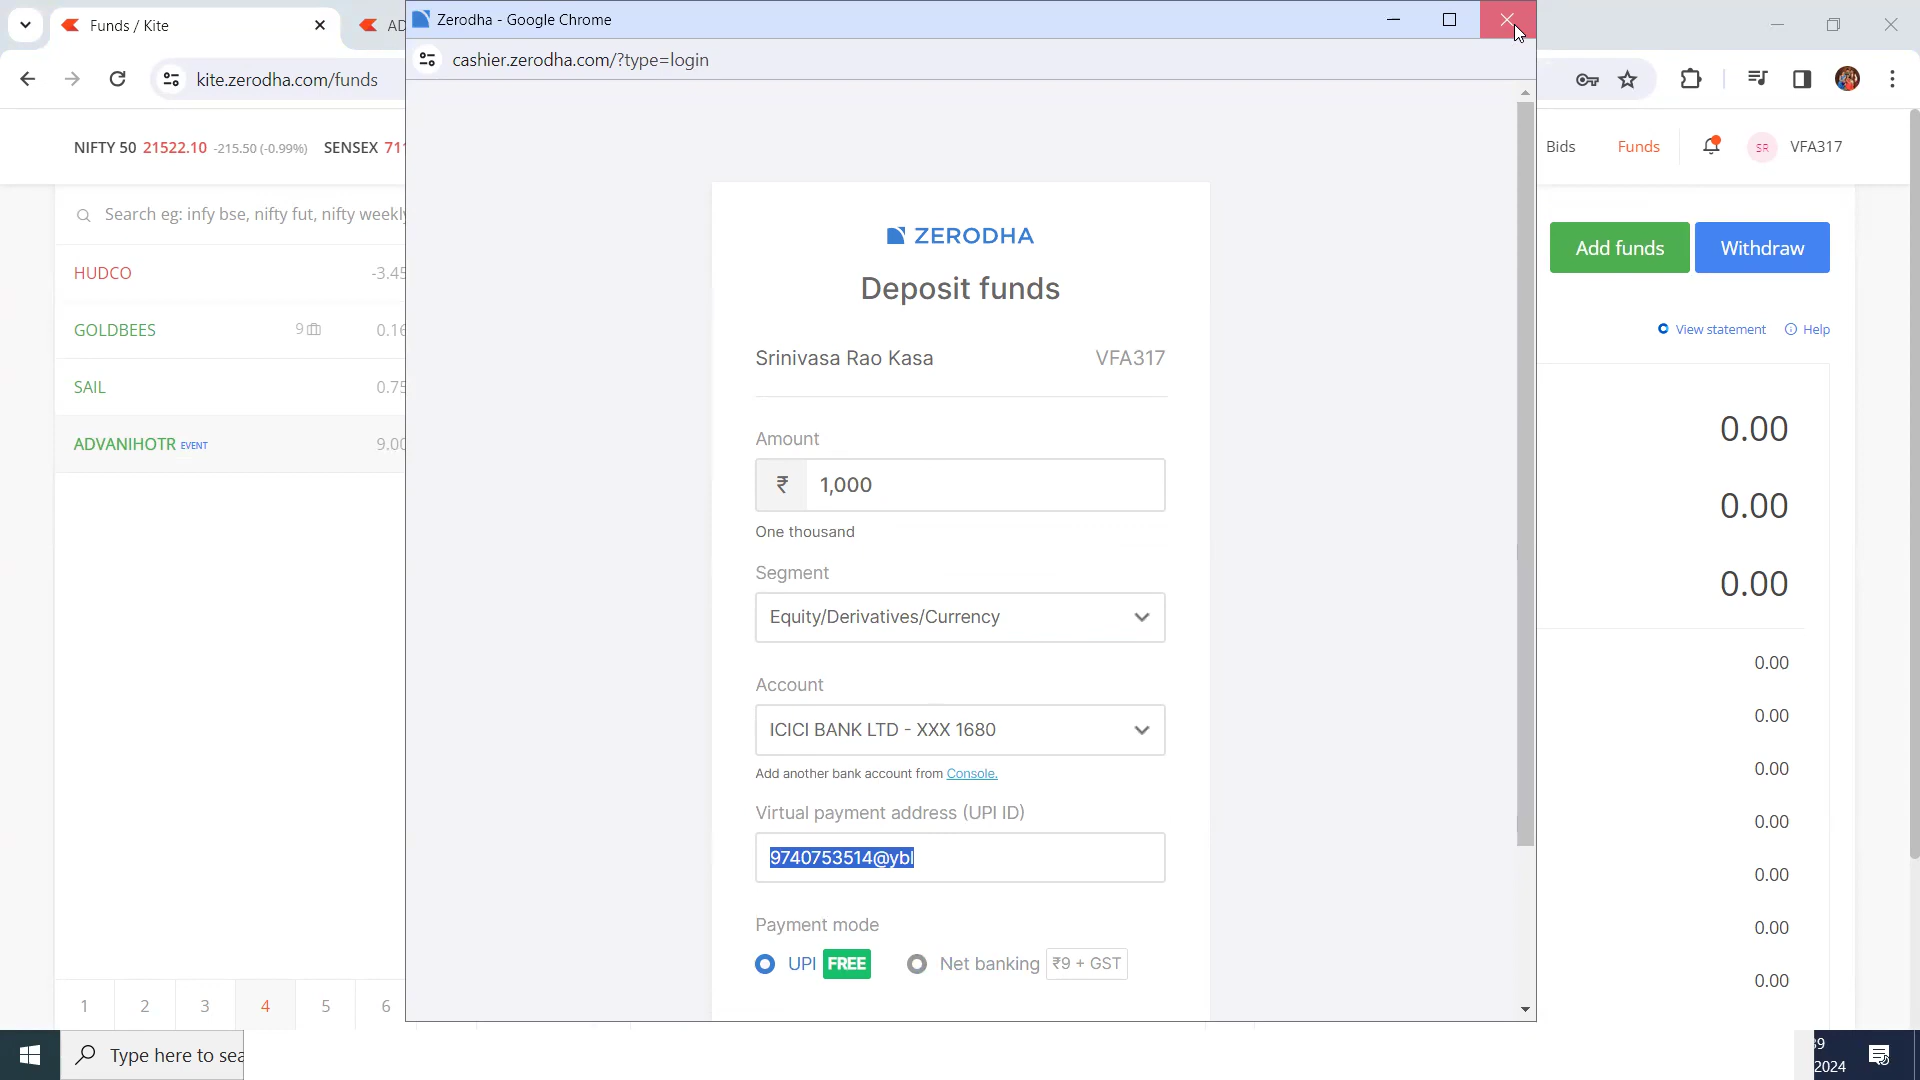 Funds / Kite
AD
Zerodha - Google Chrome
kite.zerodha.com/funds
cashier.zerodha.com/?type=login
NIFTY 50 21522.10 -215.50 (-0.99%) SENSEX 711
Bids Funds SR VFA317
Search eg: infy bse, nifty fut, nifty weekly
HUDCO -3.45
GOLDBEES 9 0.16
SAIL 0.75
ADVANIHOTR EVENT 9.00
1 2 3 4 5 6
ZERODHA
Deposit funds
Srinivasa Rao Kasa VFA317
Amount
₹ 1,000
One thousand
Segment
Equity/Derivatives/Currency
Account
ICICI BANK LTD - XXX 1680
Add another bank account from Console.
Virtual payment address (UPI ID)
9740753514@ybl
Payment mode
UPI FREE Net banking ₹9 + GST
Add funds Withdraw
View statement Help
0.00
0.00
0.00
0.00
0.00
0.00
0.00
0.00
0.00
0.00
Type here to sea
39
2024